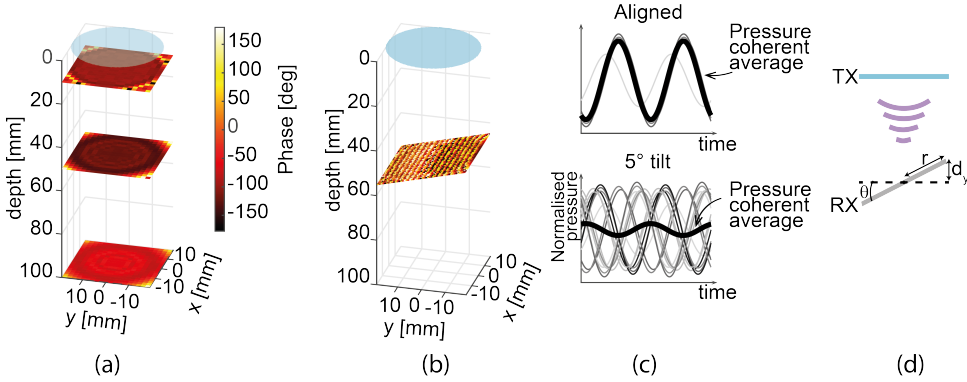 0
20
40
60
80
100
depth [mm]
10
0
-10
y [mm]
10
0
-10
x [mm]
150
100
50
0
-50
-100
-150
Phase [deg]
(a)
0
20
40
60
80
100
depth [mm]
10
0
-10
y [mm]
10
0
-10
x [mm]
(b)
Aligned
Pressure
coherent
average
time
5° tilt
Normalised
pressure
Pressure
coherent
average
time
(c)
TX
r
dy
θ
RX
(d)